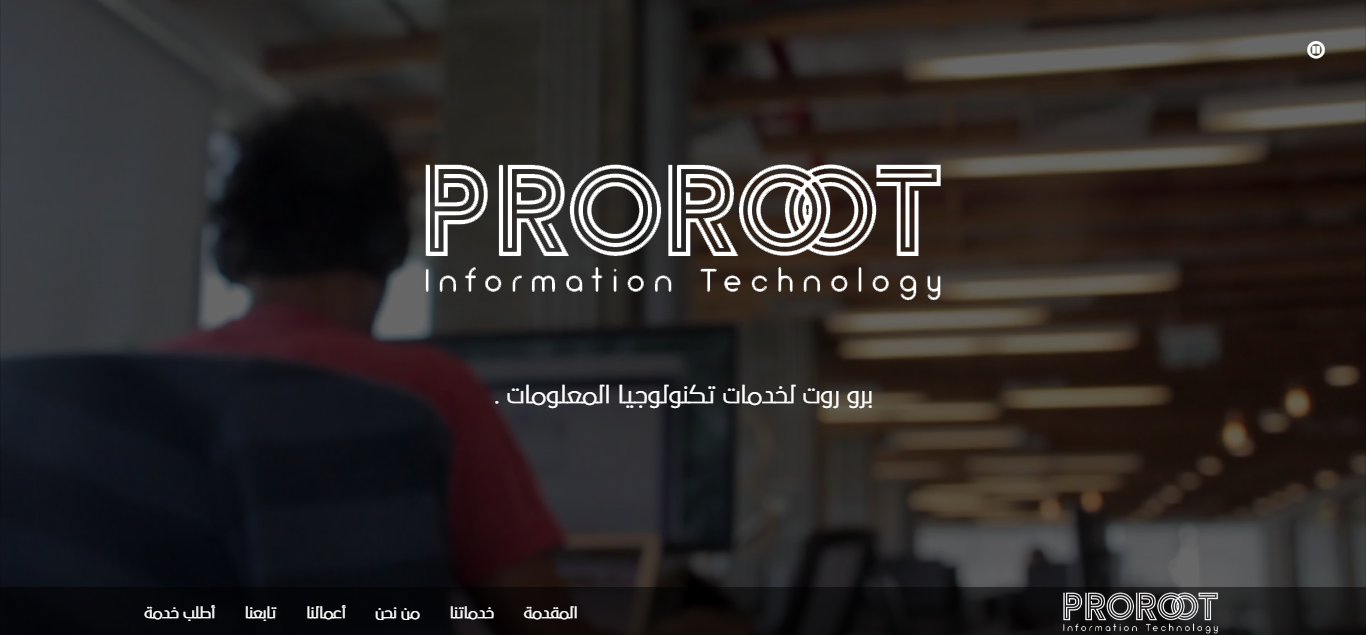 PROROOT
Information Technology
برو روت لخدمات تكنولوجيا المعلومات .
المقدمة
خدماتنا
من نحن
أعمالنا
تابعنا
أطلب خدمة
PROROOT
Information Technology